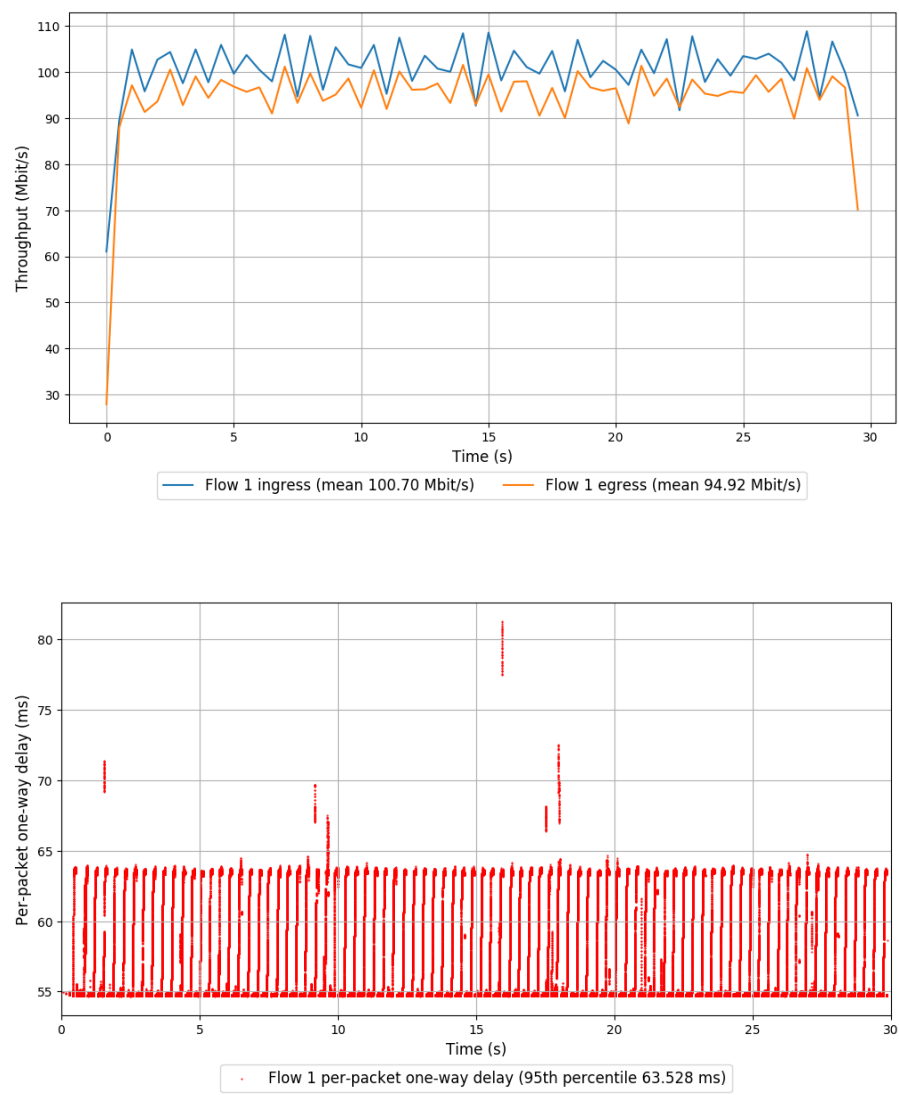 110
100
90
80
70
60
50
40
30
Throughput (Mbit/s)
0 5 10 15 20 25 30
Time (s)
Flow 1 ingress (mean 100.70 Mbit/s) Flow 1 egress (mean 94.92 Mbit/s)
80
75
70
65
60
55
Per-packet one-way delay (ms)
0 5 10 15 20 25 30
Time (s)
Flow 1 per-packet one-way delay (95th percentile 63.528 ms)